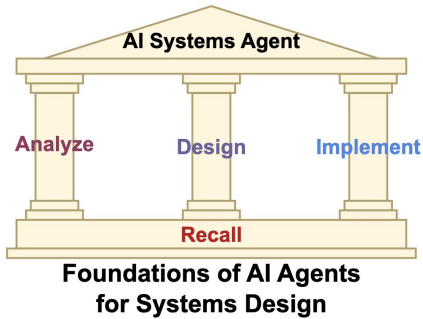 AI Systems Agent
Analyze Design Implement
Recall
Foundations of AI Agents
for Systems Design